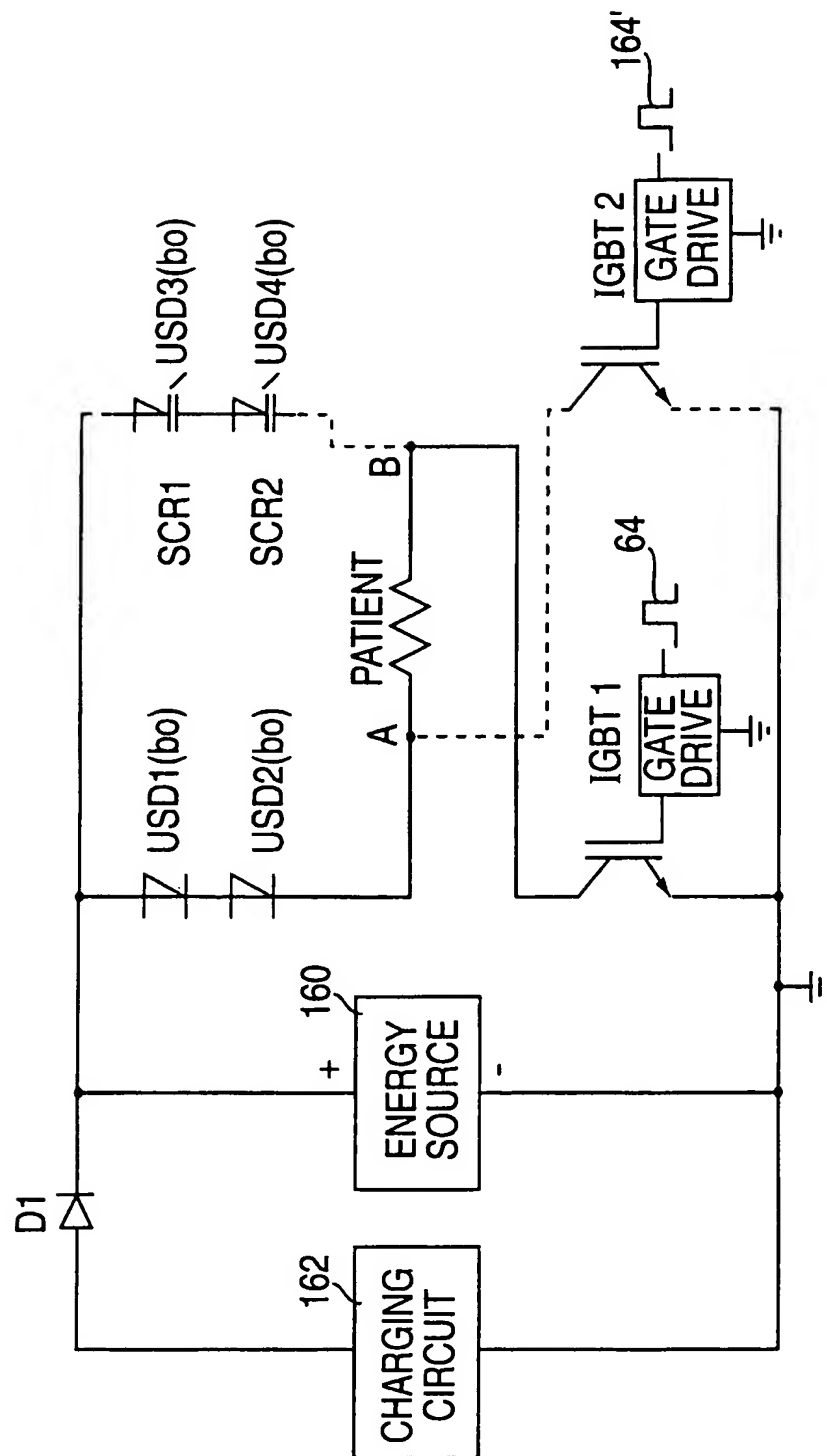 D1
162
CHARGING
CIRCUIT
+
160
ENERGY
SOURCE
-
USD1(bo)
USD2(bo)
SCR1
USD3(bo)
SCR2
USD4(bo)
A
PATIENT
B
IGBT 1
GATE
DRIVE
64
IGBT 2
GATE
DRIVE
164'